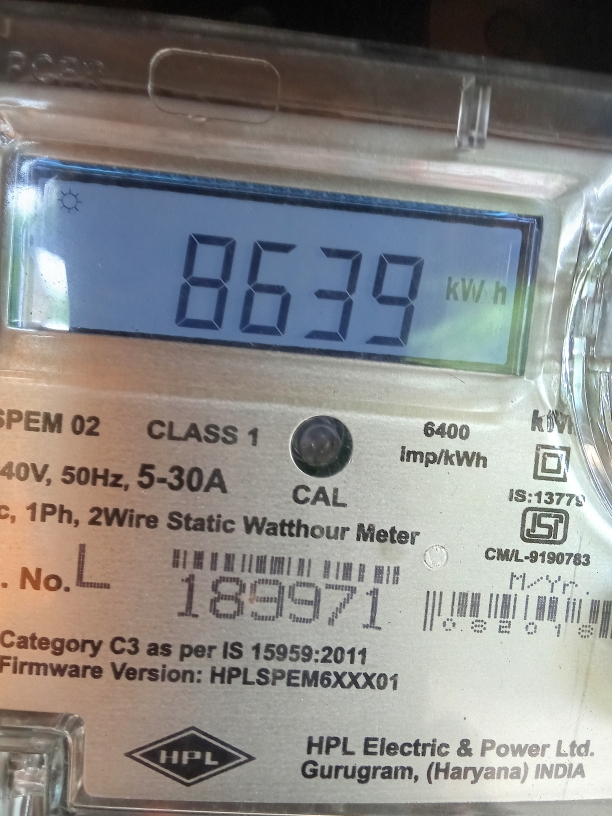 8639 kWh
SPEM 02 CLASS 1 6400 kWh
imp/kWh
40V, 50Hz, 5-30A CAL IS:13779
c, 1Ph, 2Wire Static Watthour Meter
CM/L-9190783
. No. L 189971 M/Yr.
082018
Category C3 as per IS 15959:2011
Firmware Version: HPLSPEM6XXX01
HPL
HPL Electric & Power Ltd.
Gurugram, (Haryana) INDIA